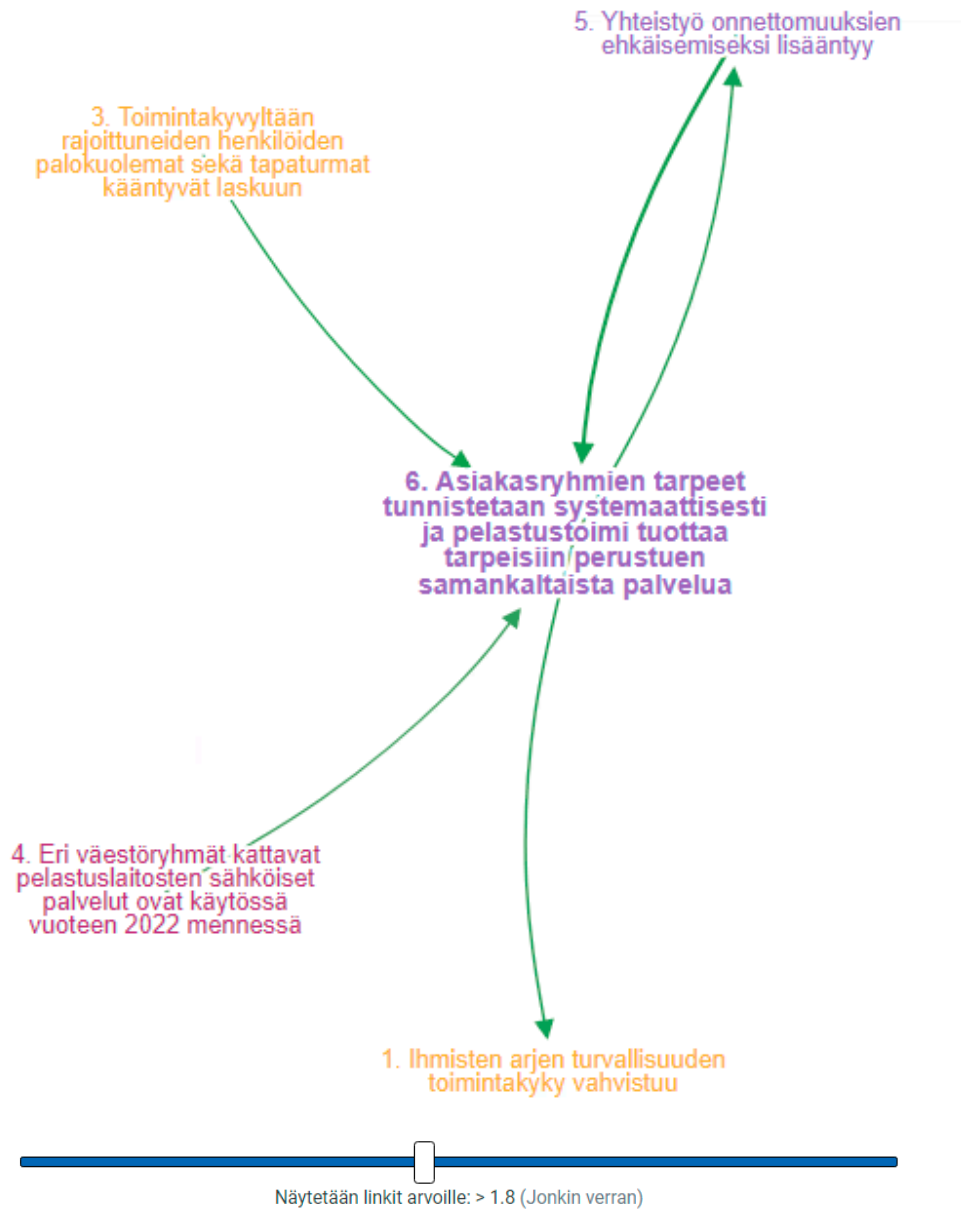 5. Yhteistyö onnettomuuksien
ehkäisemiseksi lisääntyy
3. Toimintakyvyltään
rajoittuneiden henkilöiden
palokuolemat sekä tapaturmat
kääntyvät laskuun
6. Asiakasryhmien tarpeet
tunnistetaan systemaattisesti
ja pelastustoimi tuottaa
tarpeisiin perustuen
samankaltaista palvelua
4. Eri väestöryhmät kattavat
pelastuslaitosten sähköiset
palvelut ovat käytössä
vuoteen 2022 mennessä
1. Ihmisten arjen turvallisuuden
toimintakyky vahvistuu
Näytetään linkit arvoille: > 1.8 (Jonkin verran)